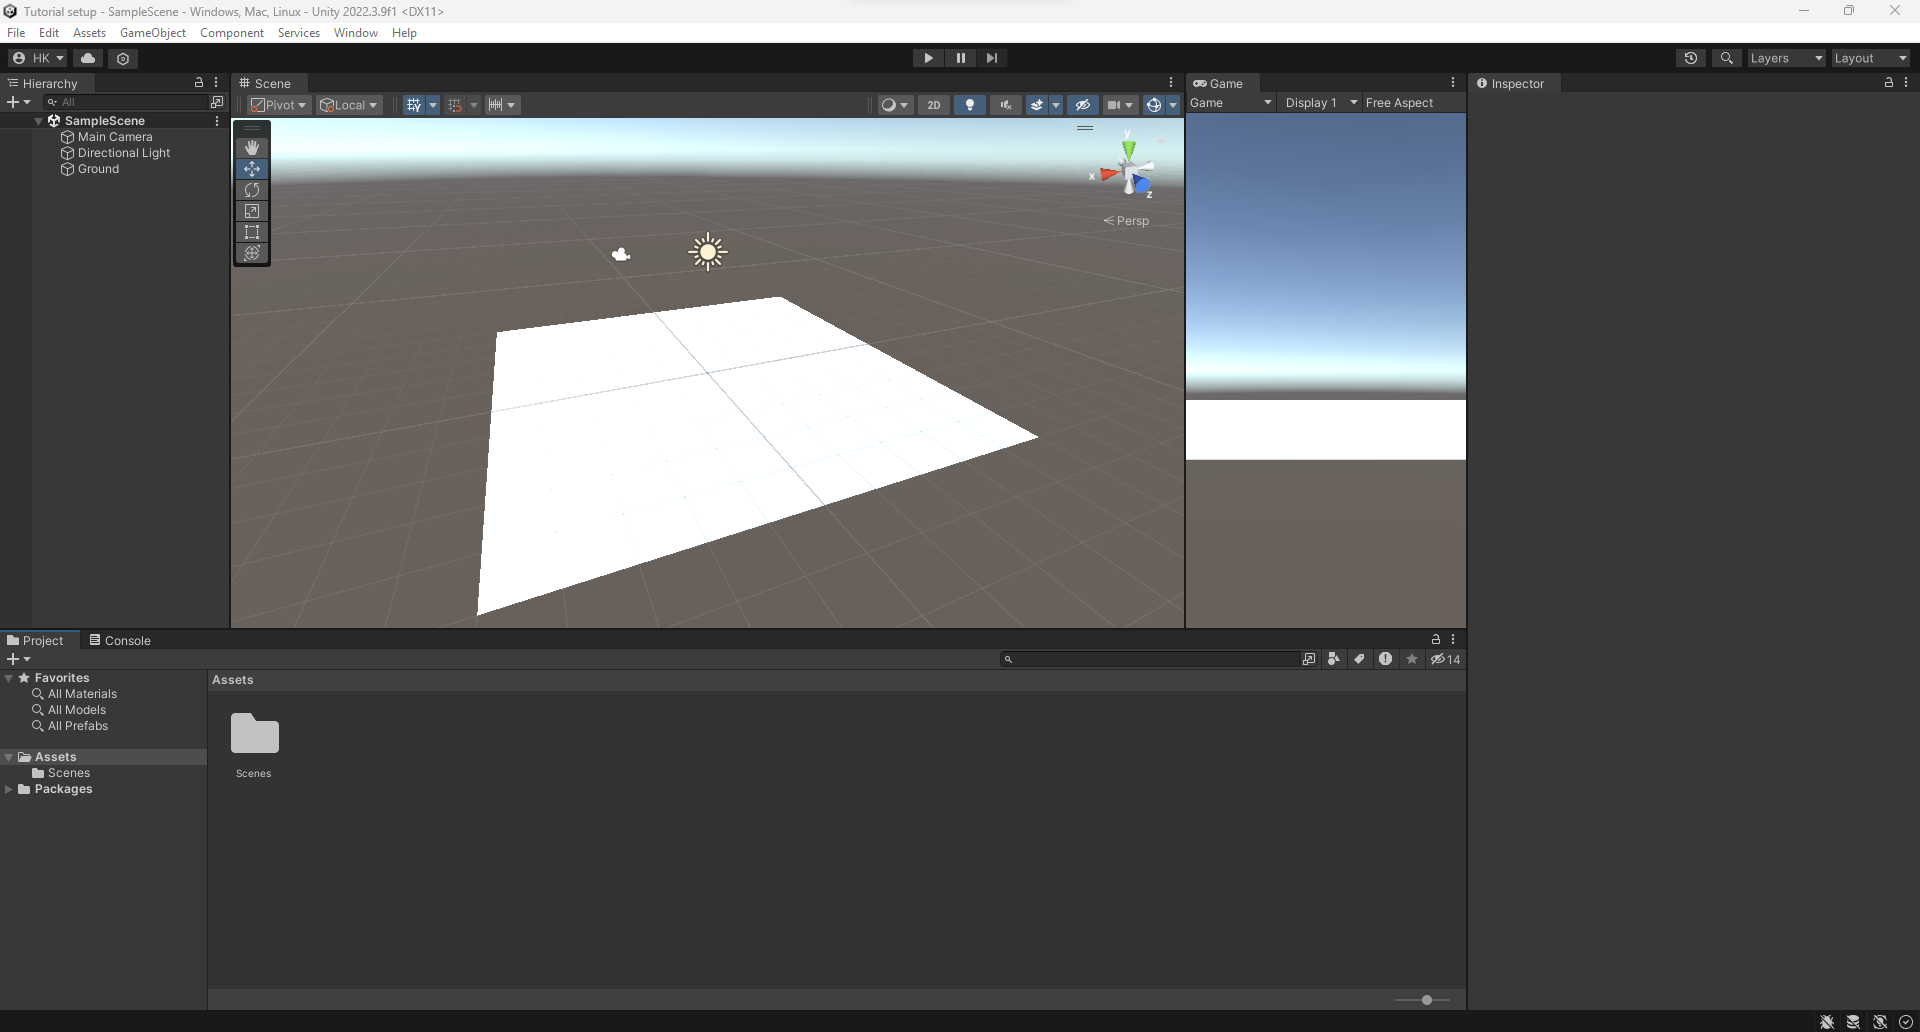 Tutorial setup - SampleScene - Windows, Mac, Linux - Unity 2022.3.9f1 <DX11>
File Edit Assets GameObject Component Services Window Help
HK
Layers
Layout
Hierarchy
All
SampleScene
Main Camera
Directional Light
Ground
Scene
Pivot
Local
2D
y
x
z
Persp
Game
Game
Display 1
Free Aspect
Inspector
Project
Console
14
Favorites
All Materials
All Models
All Prefabs
Assets
Scenes
Packages
Assets
Scenes